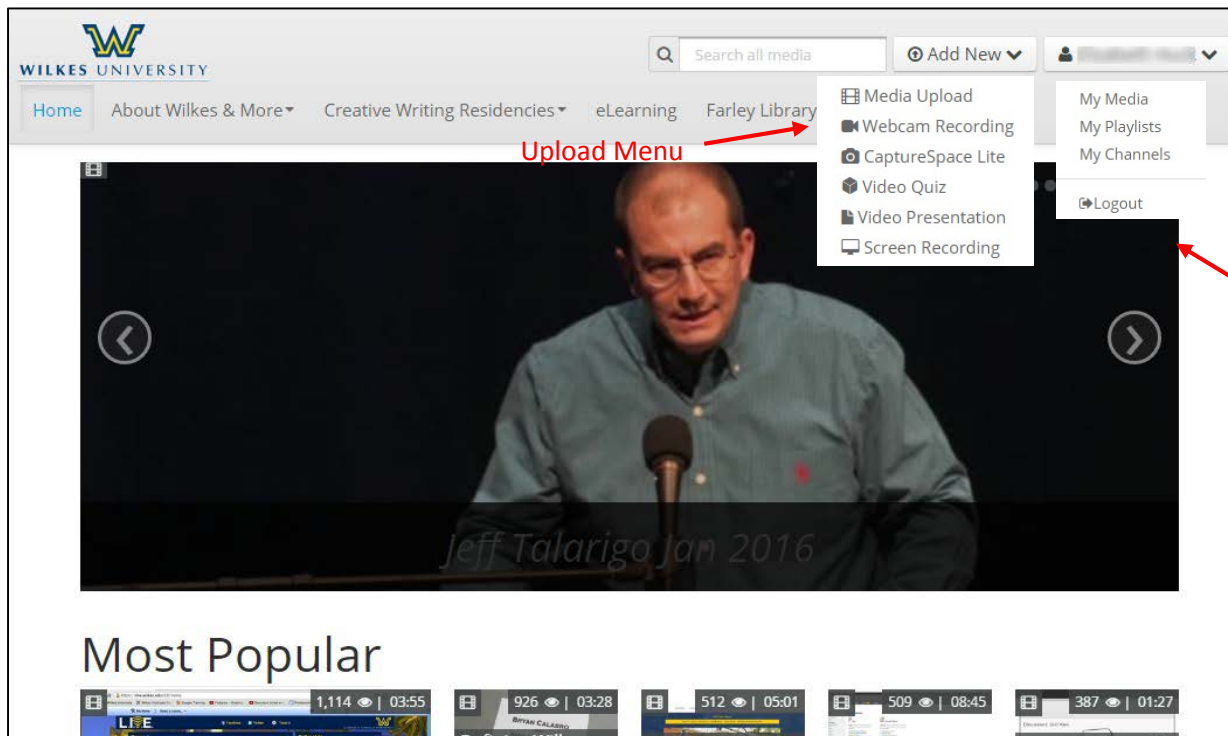 W
WILKES UNIVERSITY
Search all media
Add New
Home About Wilkes & More Creative Writing Residencies eLearning Farley Library
Upload Menu
Media Upload
Webcam Recording
CaptureSpace Lite
Video Quiz
Video Presentation
Screen Recording
My Media
My Playlists
My Channels
Logout
Jeff Talarigo Jan 2016
Most Popular
1,114 | 03:55
926 | 03:28
512 | 05:01
509 | 08:45
387 | 01:27
LIVE
BRYAN CALABRO